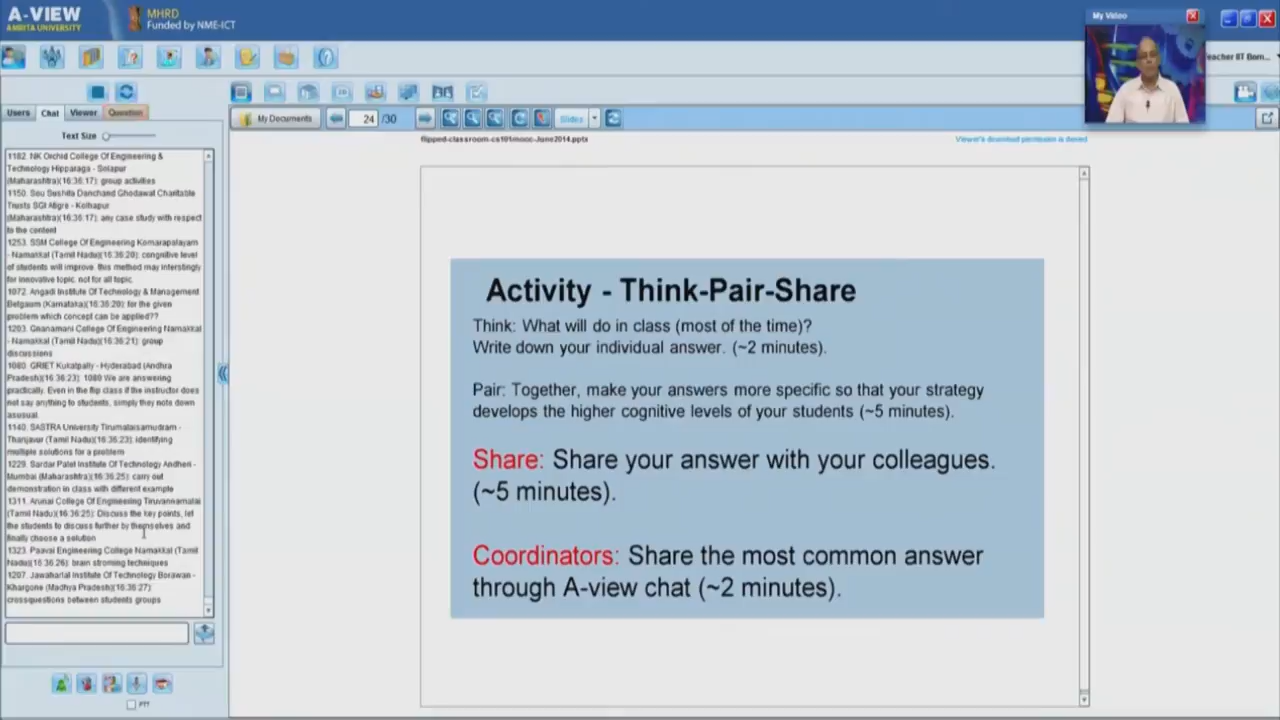 A-VIEW
AMRITA UNIVERSITY
MHRD
Funded by NME-ICT
My Video
Teacher IIT Bom...
Users Chat Viewer Question
Text Size
My Documents
24 /30
Slides
flipped-classroom-cs101mooc-June2014.pptx
Viewer's download permission is denied
1182. NK Orchid College Of Engineering &
Technology Hipparaga - Solapur
(Maharashtra)(16:36:17): group activities
1150. Sou Sushila Danchand Ghodawat Charitable
Trusts SGI Atigre - Kolhapur
(Maharashtra)(16:36:17): any case study with respect
to the content
1253. SSM College Of Engineering Komarapalayam
- Namakkal (Tamil Nadu)(16:36:20): congnitive level
of students will improve. this method may interstingly
for innovative topic. not for all topic.
1072. Angadi Institute Of Technology & Management
Belgaum (Karnataka)(16:36:20): for the given
problem which concept can be applied??
1203. Gnanamani College Of Engineering Namakkal
- Namakkal (Tamil Nadu)(16:36:21): group
discussions
1080. GRIET Kukatpally - Hyderabad (Andhra
Pradesh)(16:36:23): 1080 We are answering
practically. Even in the flip class if the instructor does
not say anything to students, simply they nots down
asusual.
1140. SASTRA University Tirumalaisamudram -
Thanjavur (Tamil Nadu)(16:36:23): identifying
multiple solutions for a problem
1229. Sardar Patel Institute Of Technology Andheri -
Mumbai (Maharashtra)(16:36:25): carry out
demonstration in class with different example
1311. Arunai College Of Engineering Tiruvannamalai
(Tamil Nadu)(16:36:25): Discuss the key points, let
the students to discuss further by themselves and
finally choose a solution
1323. Paavai Engineering College Namakkal (Tamil
Nadu)(16:36:26): brain stroming techniques
1207. Jawaharlal Institute Of Technology Borawan -
Khargone (Madhya Pradesh)(16:36:27):
crossquestions between students groups
PTT
Activity - Think-Pair-Share
Think: What will do in class (most of the time)?
Write down your individual answer. (~2 minutes).
Pair: Together, make your answers more specific so that your strategy
develops the higher cognitive levels of your students (~5 minutes).
Share: Share your answer with your colleagues.
(~5 minutes).
Coordinators: Share the most common answer
through A-view chat (~2 minutes).